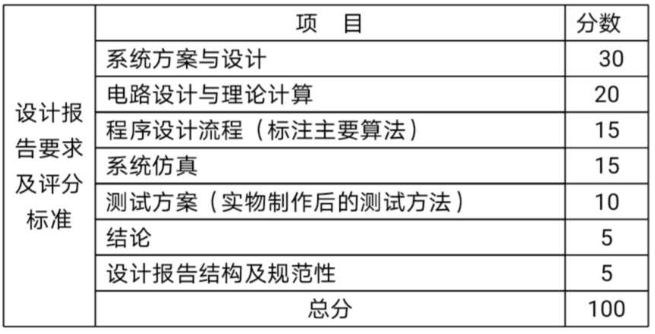 项 目 分数
系统方案与设计 30
电路设计与理论计算 20
程序设计流程（标注主要算法） 15
系统仿真 15
测试方案（实物制作后的测试方法） 10
结论 5
设计报告结构及规范性 5
总分 100
设计报
告要求
及评分
标准